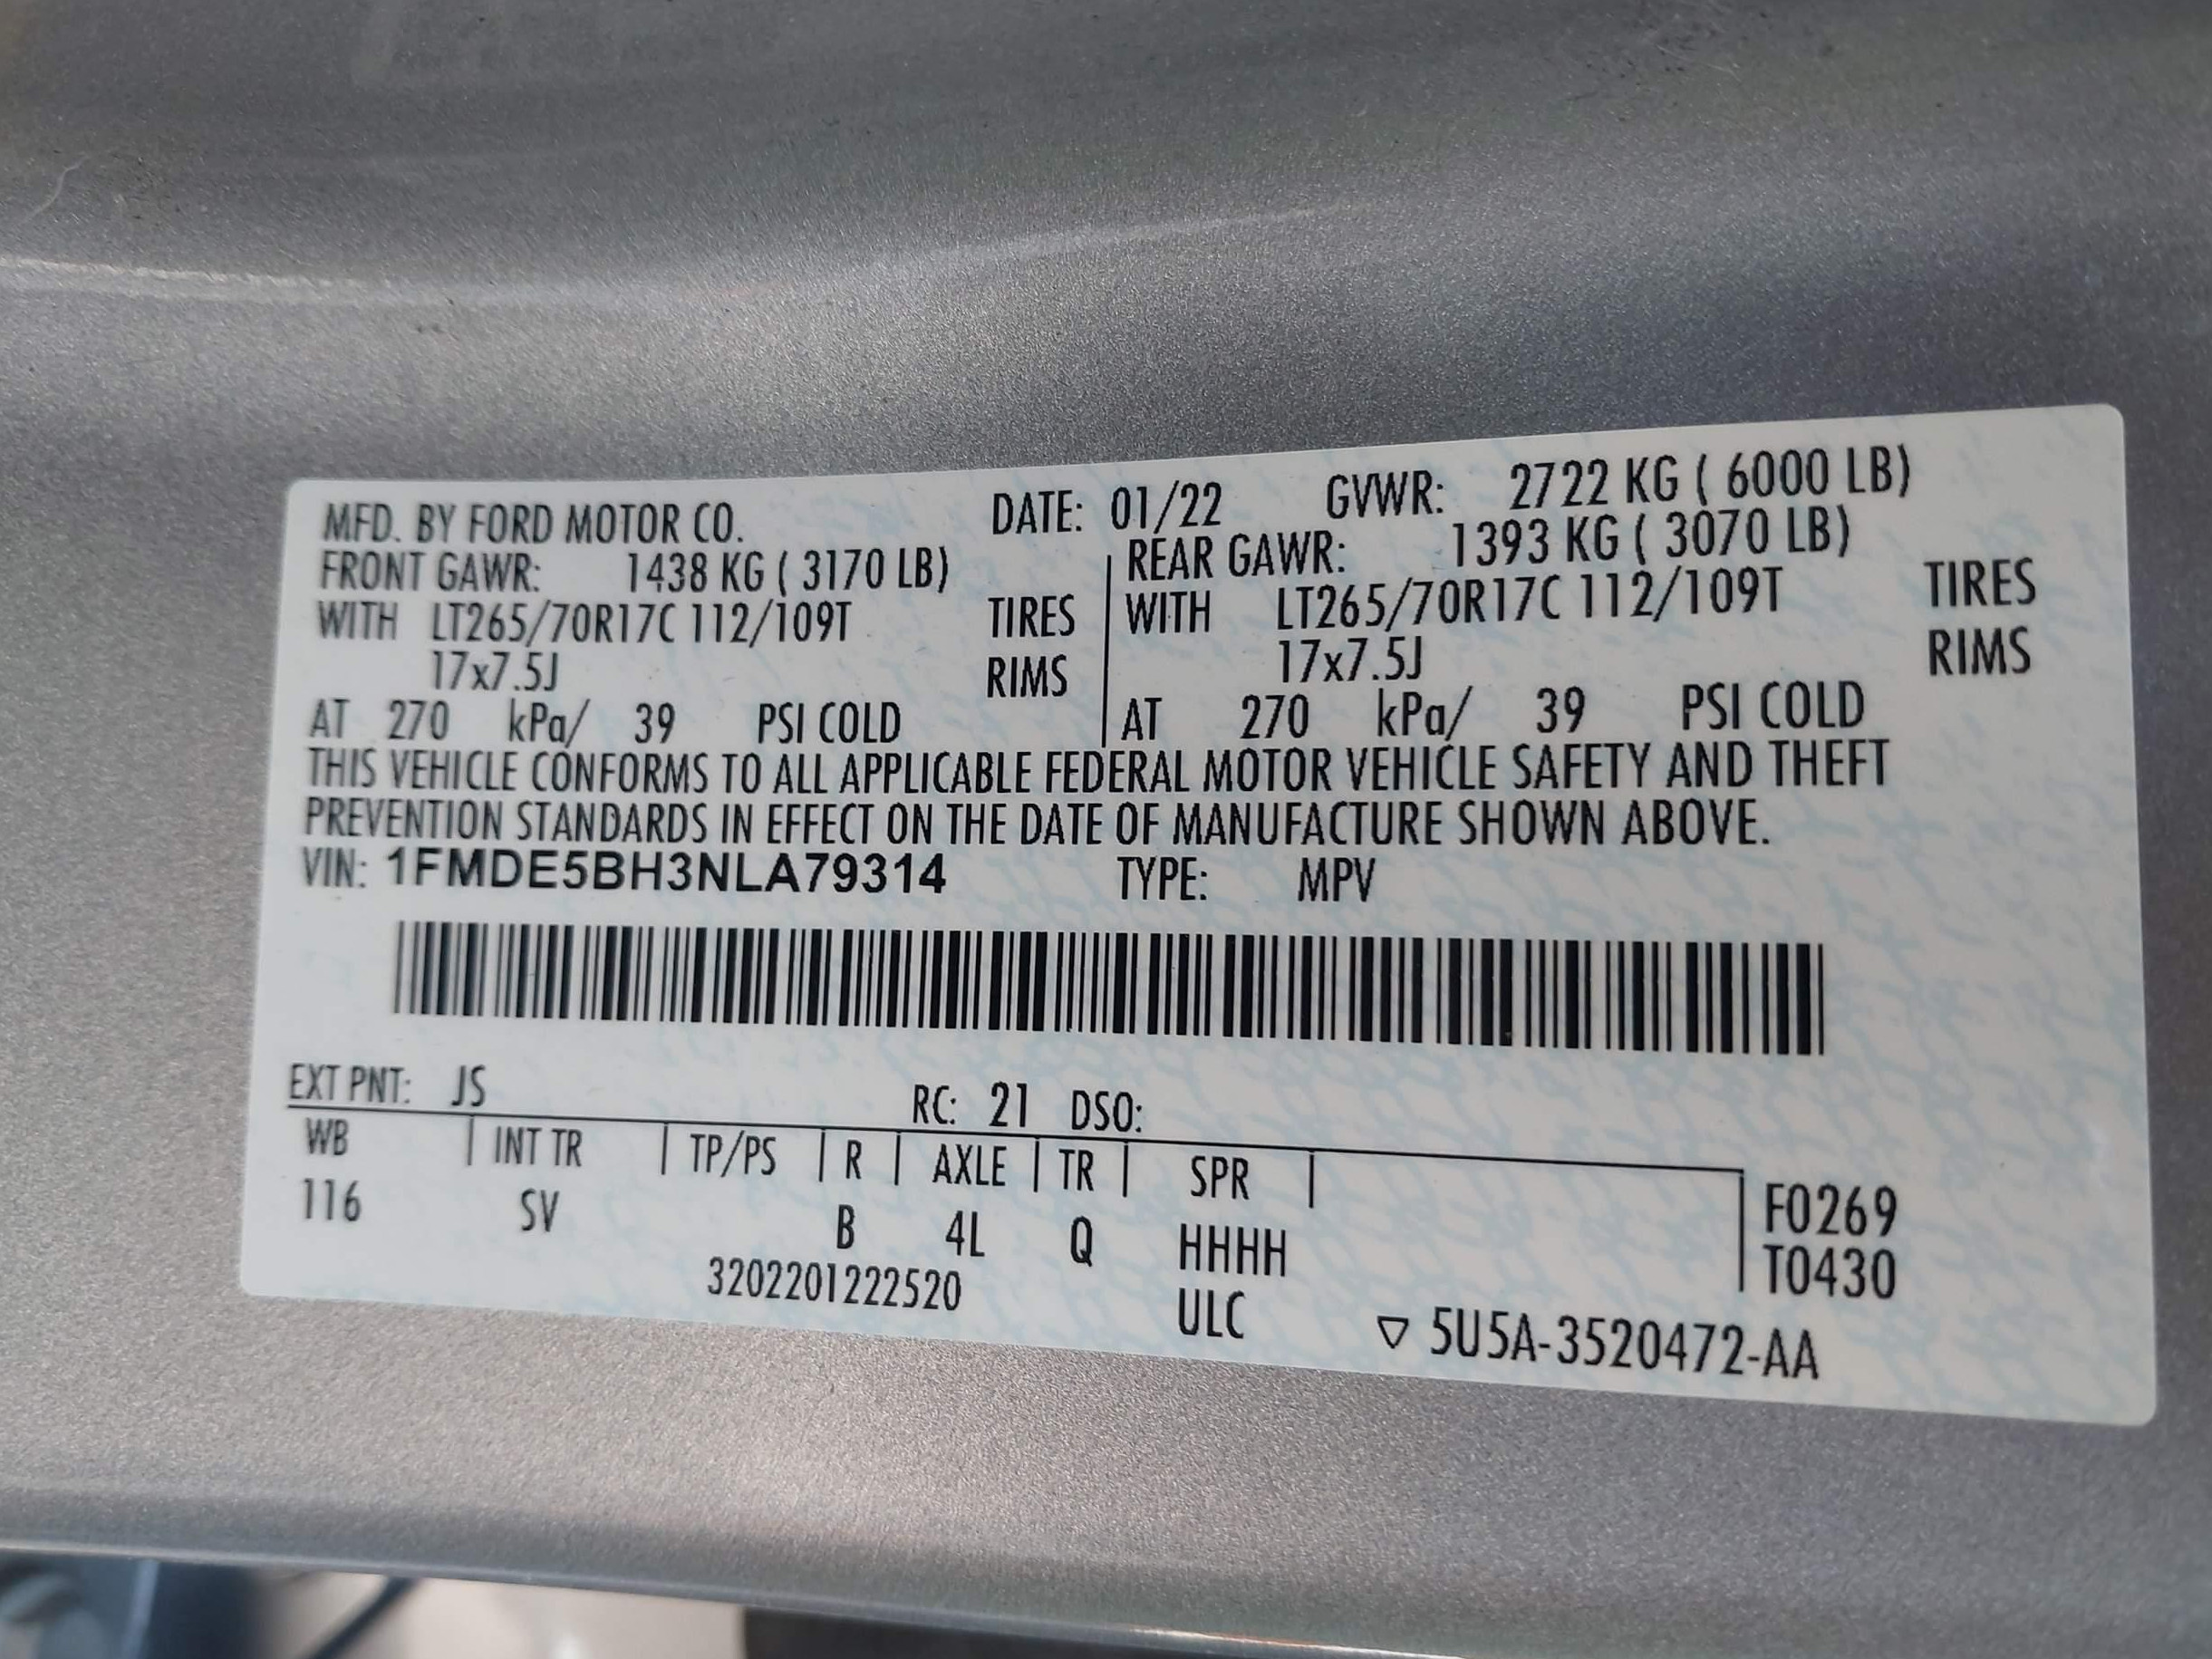 MFD. BY FORD MOTOR CO. DATE: 01/22 GVWR: 2722 KG ( 6000 LB)
FRONT GAWR: 1438 KG ( 3170 LB) REAR GAWR: 1393 KG ( 3070 LB)
WITH LT265/70R17C 112/109T TIRES WITH LT265/70R17C 112/109T TIRES
17x7.5J RIMS 17x7.5J RIMS
AT 270 kPa/ 39 PSI COLD AT 270 kPa/ 39 PSI COLD
THIS VEHICLE CONFORMS TO ALL APPLICABLE FEDERAL MOTOR VEHICLE SAFETY AND THEFT
PREVENTION STANDARDS IN EFFECT ON THE DATE OF MANUFACTURE SHOWN ABOVE.
VIN: 1FMDE5BH3NLA79314 TYPE: MPV
EXT PNT: JS RC: 21 DSO:
WB INT TR TP/PS R AXLE TR SPR F0269
116 SV B 4L Q HHHH T0430
3202201222520 ULC 5U5A-3520472-AA